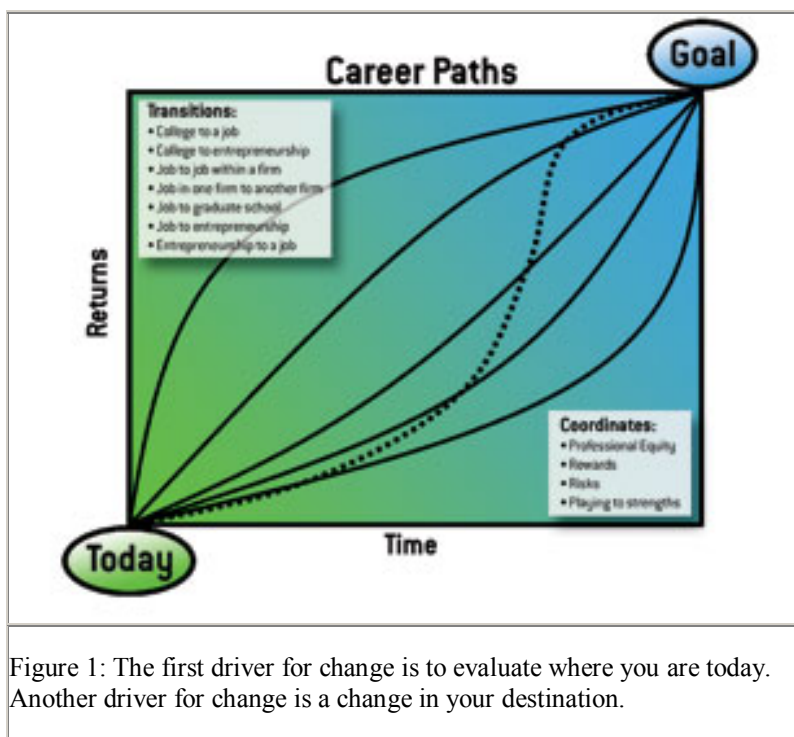 Goal
Career Paths
Transitions:
• College to a job
• College to entrepreneurship
• Job to job within a firm
• Job in one firm to another firm
• Job to graduate school
• Job to entrepreneurship
• Entrepreneurship to a job
Returns
Coordinates:
• Professional Equity
• Rewards
• Risks
• Playing to strengths
Time
Today
Figure 1: The first driver for change is to evaluate where you are today.
Another driver for change is a change in your destination.